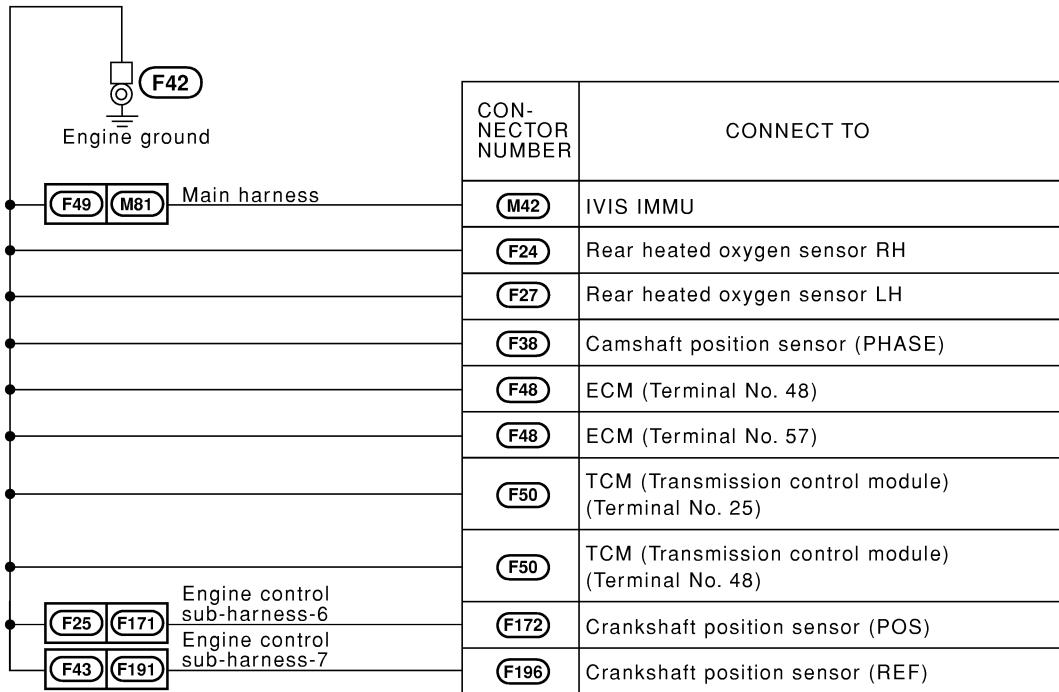 F42
Engine ground
CON-
NECTOR
NUMBER
CONNECT TO
F49 M81 Main harness M42 IVIS IMMU
F24 Rear heated oxygen sensor RH
F27 Rear heated oxygen sensor LH
F38 Camshaft position sensor (PHASE)
F48 ECM (Terminal No. 48)
F48 ECM (Terminal No. 57)
F50 TCM (Transmission control module)
(Terminal No. 25)
F50 TCM (Transmission control module)
(Terminal No. 48)
Engine control
sub-harness-6
F25 F171 F172 Crankshaft position sensor (POS)
Engine control
sub-harness-7
F43 F191 F196 Crankshaft position sensor (REF)